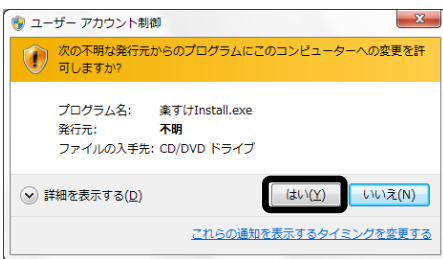 ユーザー アカウント制御
次の不明な発行元からのプログラムにこのコンピューターへの変更を許
可しますか?
プログラム名: 楽すけInstall.exe
発行元: 不明
ファイルの入手先: CD/DVD ドライブ
詳細を表示する(D)
はい(Y)
いいえ(N)
これらの通知を表示するタイミングを変更する